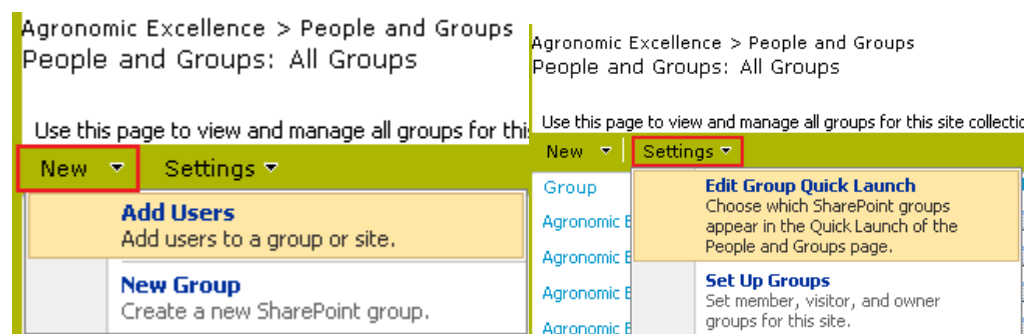 Agronomic Excellence > People and Groups
People and Groups: All Groups
Use this page to view and manage all groups for this
New Settings
Add Users
Add users to a group or site.
New Group
Create a new SharePoint group.
Agronomic Excellence > People and Groups
People and Groups: All Groups
Use this page to view and manage all groups for this site collectio
New Settings
Group
Agronomic E
Agronomic E
Agronomic E
Agronomic E
Edit Group Quick Launch
Choose which SharePoint groups
appear in the Quick Launch of the
People and Groups page.
Set Up Groups
Set member, visitor, and owner
groups for this site.